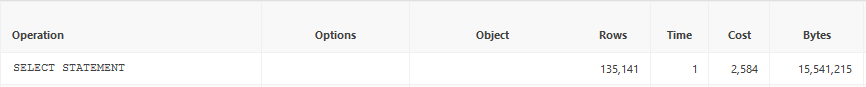 Operation Options Object Rows Time Cost Bytes
SELECT STATEMENT 135,141 1 2,584 15,541,215